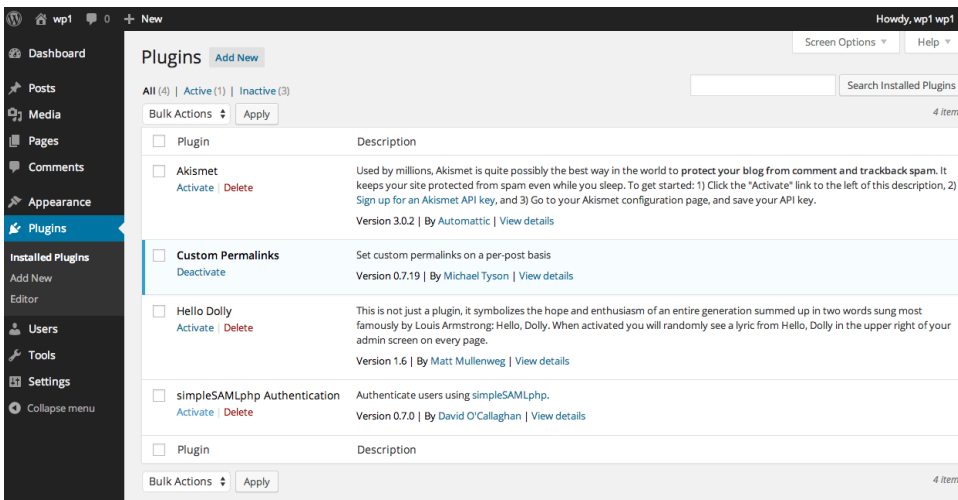 wp1 0 + New Howdy, wp1 wp1
Dashboard
Posts
Media
Pages
Comments
Appearance
Plugins
Installed Plugins
Add New
Editor
Users
Tools
Settings
Collapse menu
Screen Options Help
Plugins Add New
All (4) | Active (1) | Inactive (3)
Search Installed Plugins
Bulk Actions Apply
4 item
Plugin Description
Akismet
Activate | Delete
Used by millions, Akismet is quite possibly the best way in the world to protect your blog from comment and trackback spam. It
keeps your site protected from spam even while you sleep. To get started: 1) Click the "Activate" link to the left of this description, 2)
Sign up for an Akismet API key, and 3) Go to your Akismet configuration page, and save your API key.
Version 3.0.2 | By Automattic | View details
Custom Permalinks
Deactivate
Set custom permalinks on a per-post basis
Version 0.7.19 | By Michael Tyson | View details
Hello Dolly
Activate | Delete
This is not just a plugin, it symbolizes the hope and enthusiasm of an entire generation summed up in two words sung most
famously by Louis Armstrong: Hello, Dolly. When activated you will randomly see a lyric from Hello, Dolly in the upper right of your
admin screen on every page.
Version 1.6 | By Matt Mullenweg | View details
simpleSAMLphp Authentication
Activate | Delete
Authenticate users using simpleSAMLphp.
Version 0.7.0 | By David O'Callaghan | View details
Plugin Description
Bulk Actions Apply
4 item